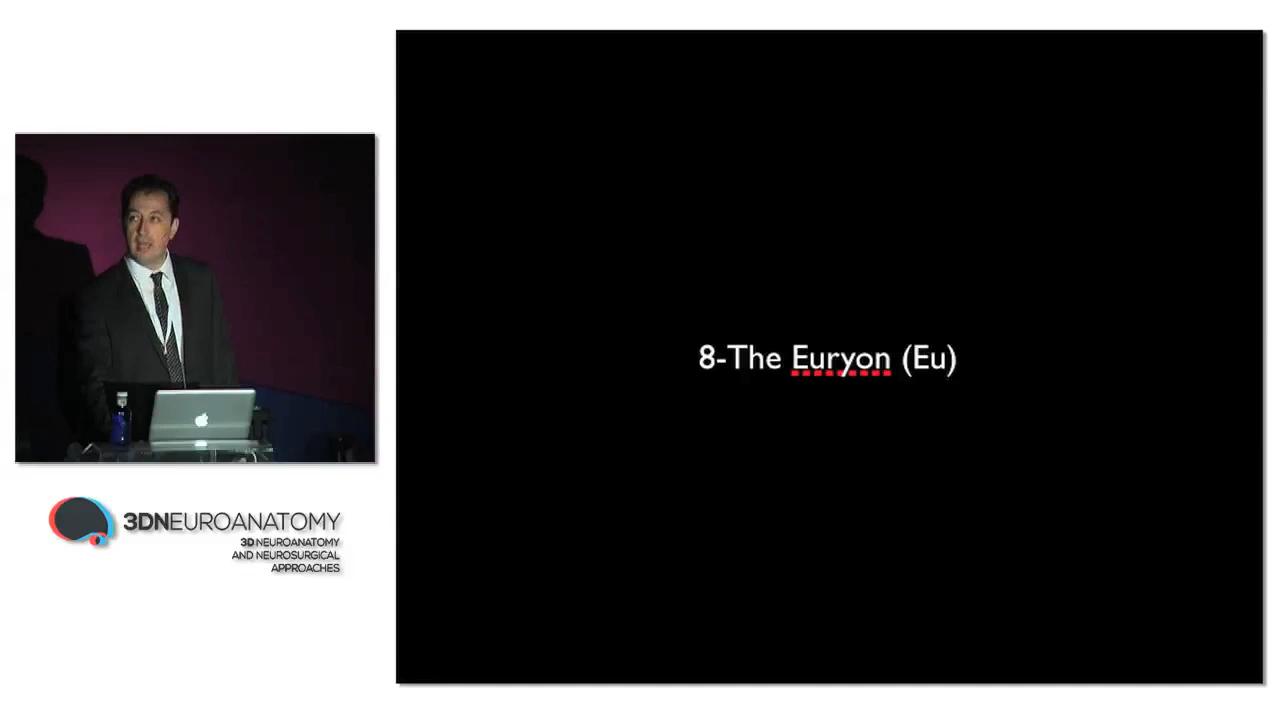 8-The Euryon (Eu)
3DNEUROANATOMY
3D NEUROANATOMY
AND NEUROSURGICAL
APPROACHES